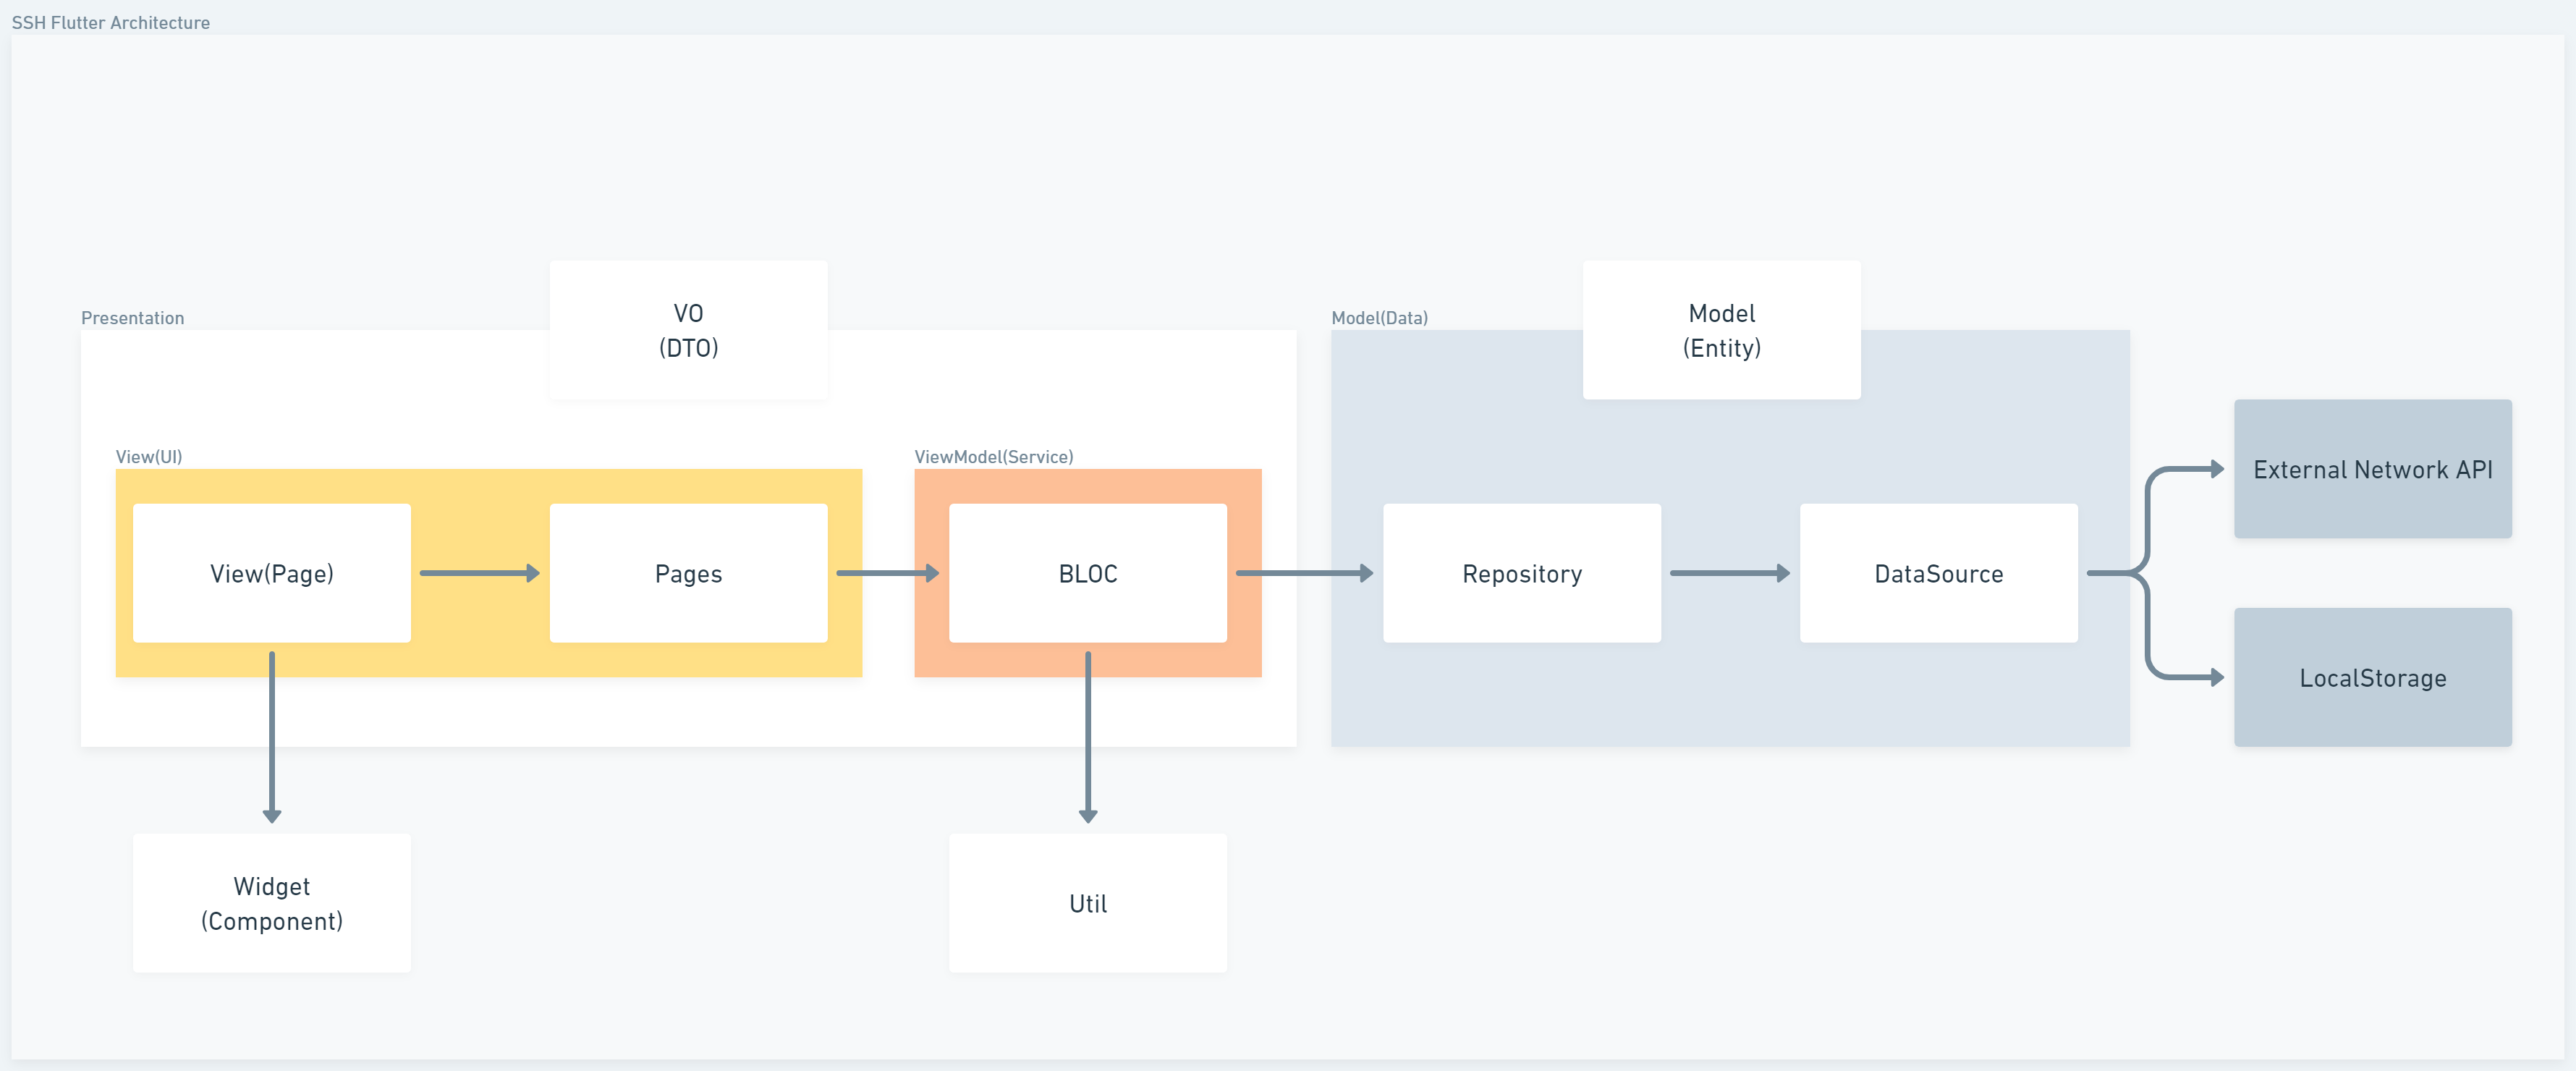 SSH Flutter Architecture
VO
(DTO)
Model
(Entity)
Presentation
Model(Data)
View(UI)
ViewModel(Service)
External Network API
View(Page)
Pages
BLOC
Repository
DataSource
LocalStorage
Widget
(Component)
Util